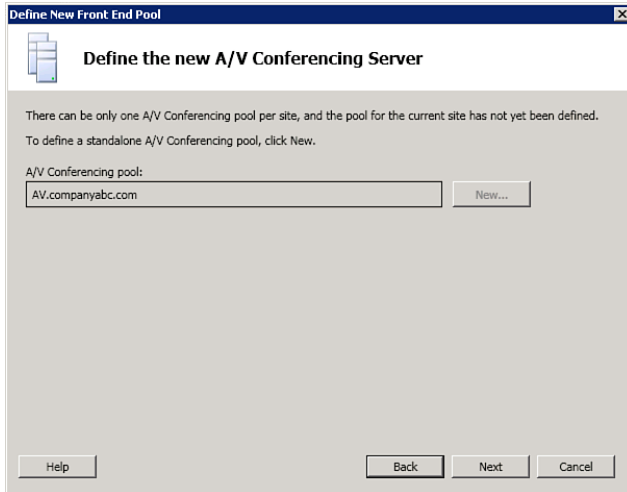 Define New Front End Pool
Define the new A/V Conferencing Server
There can be only one A/V Conferencing pool per site, and the pool for the current site has not yet been defined.
To define a standalone A/V Conferencing pool, click New.
A/V Conferencing pool:
AV.companyabc.com
New...
Help
Back
Next
Cancel